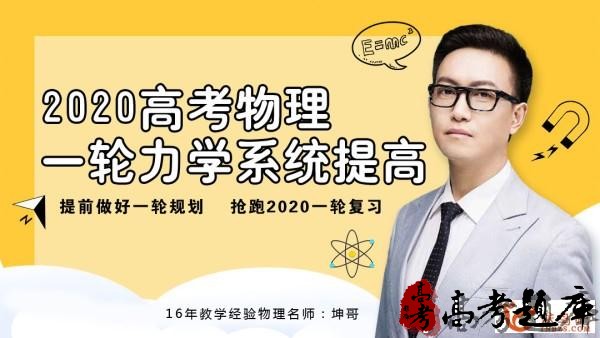 E=mc²
2020高考物理
一轮力学系统提高
提前做好一轮规划 抢跑2020一轮复习
16年教学经验物理名师：坤哥
高考
高考题库